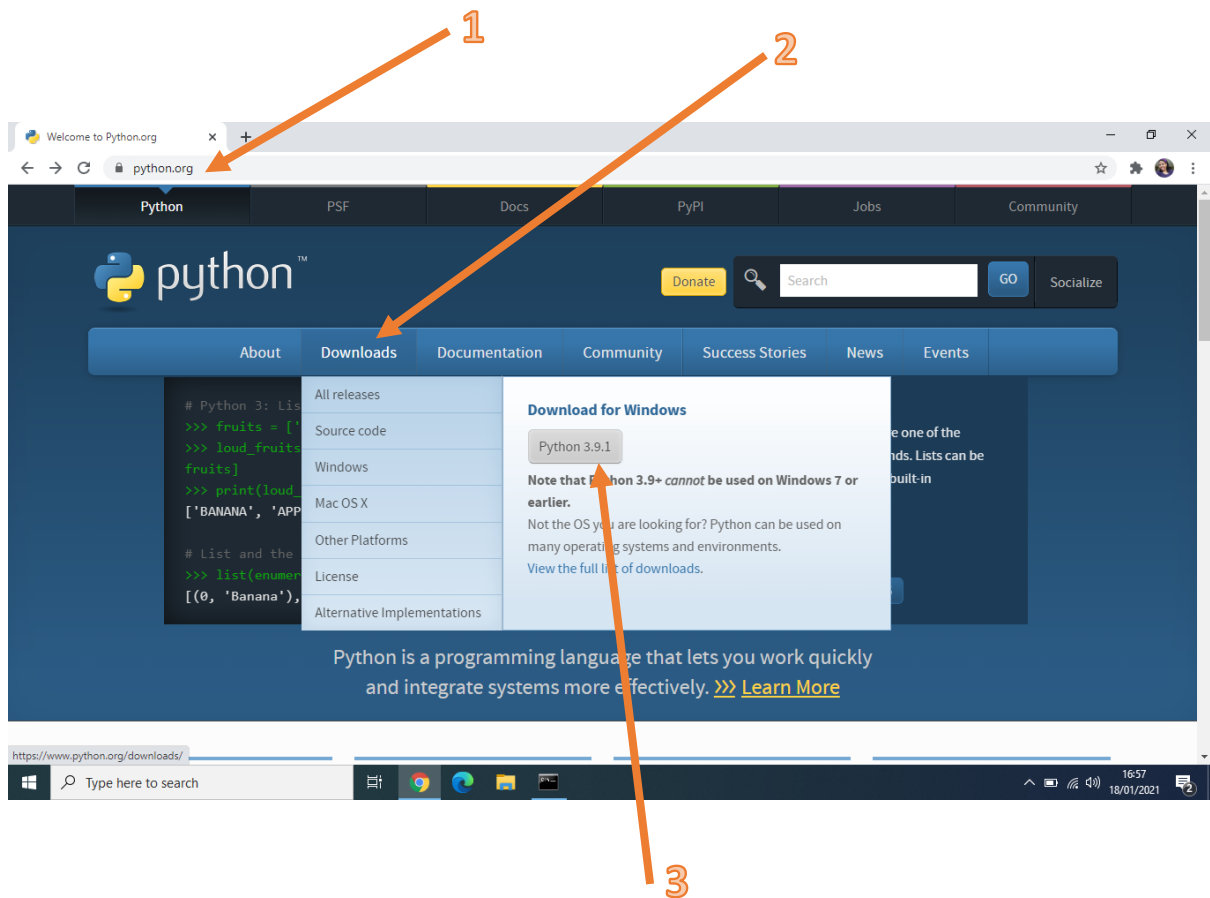 1
2
Welcome to Python.org
python.org
Python PSF Docs PyPI Jobs Community
python™
Donate Search GO Socialize
About Downloads Documentation Community Success Stories News Events
# Python 3: Lis
>>> fruits = ['
>>> loud_fruits
fruits]
>>> print(loud_
['BANANA', 'APP
# List and the
>>> list(enumer
[(0, 'Banana'),
All releases
Source code
Windows
Mac OS X
Other Platforms
License
Alternative Implementations
Download for Windows
Python 3.9.1
Note that Python 3.9+ cannot be used on Windows 7 or
earlier.
Not the OS you are looking for? Python can be used on
many operating systems and environments.
View the full list of downloads.
e one of the
nds. Lists can be
built-in
Python is a programming language that lets you work quickly
and integrate systems more effectively. >>> Learn More
https://www.python.org/downloads/
Type here to search
16:57
18/01/2021
2
3